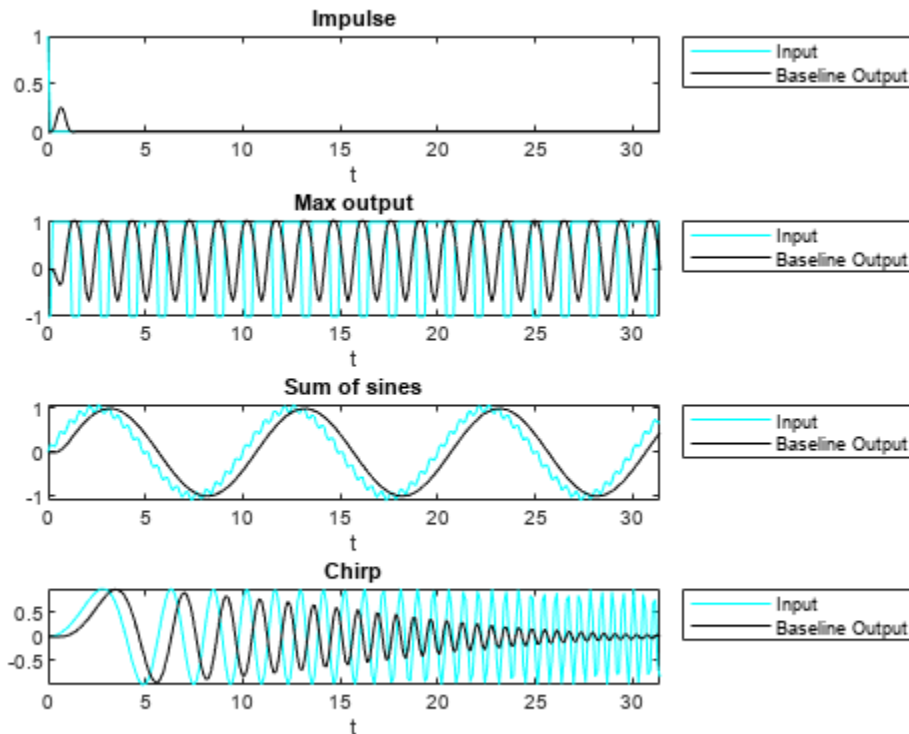 Impulse
1
0.5
0
0 5 10 15 20 25 30
t
Input
Baseline Output
Max output
1
0
-1
0 5 10 15 20 25 30
t
Input
Baseline Output
Sum of sines
1
0
-1
0 5 10 15 20 25 30
t
Input
Baseline Output
Chirp
0.5
0
-0.5
0 5 10 15 20 25 30
t
Input
Baseline Output